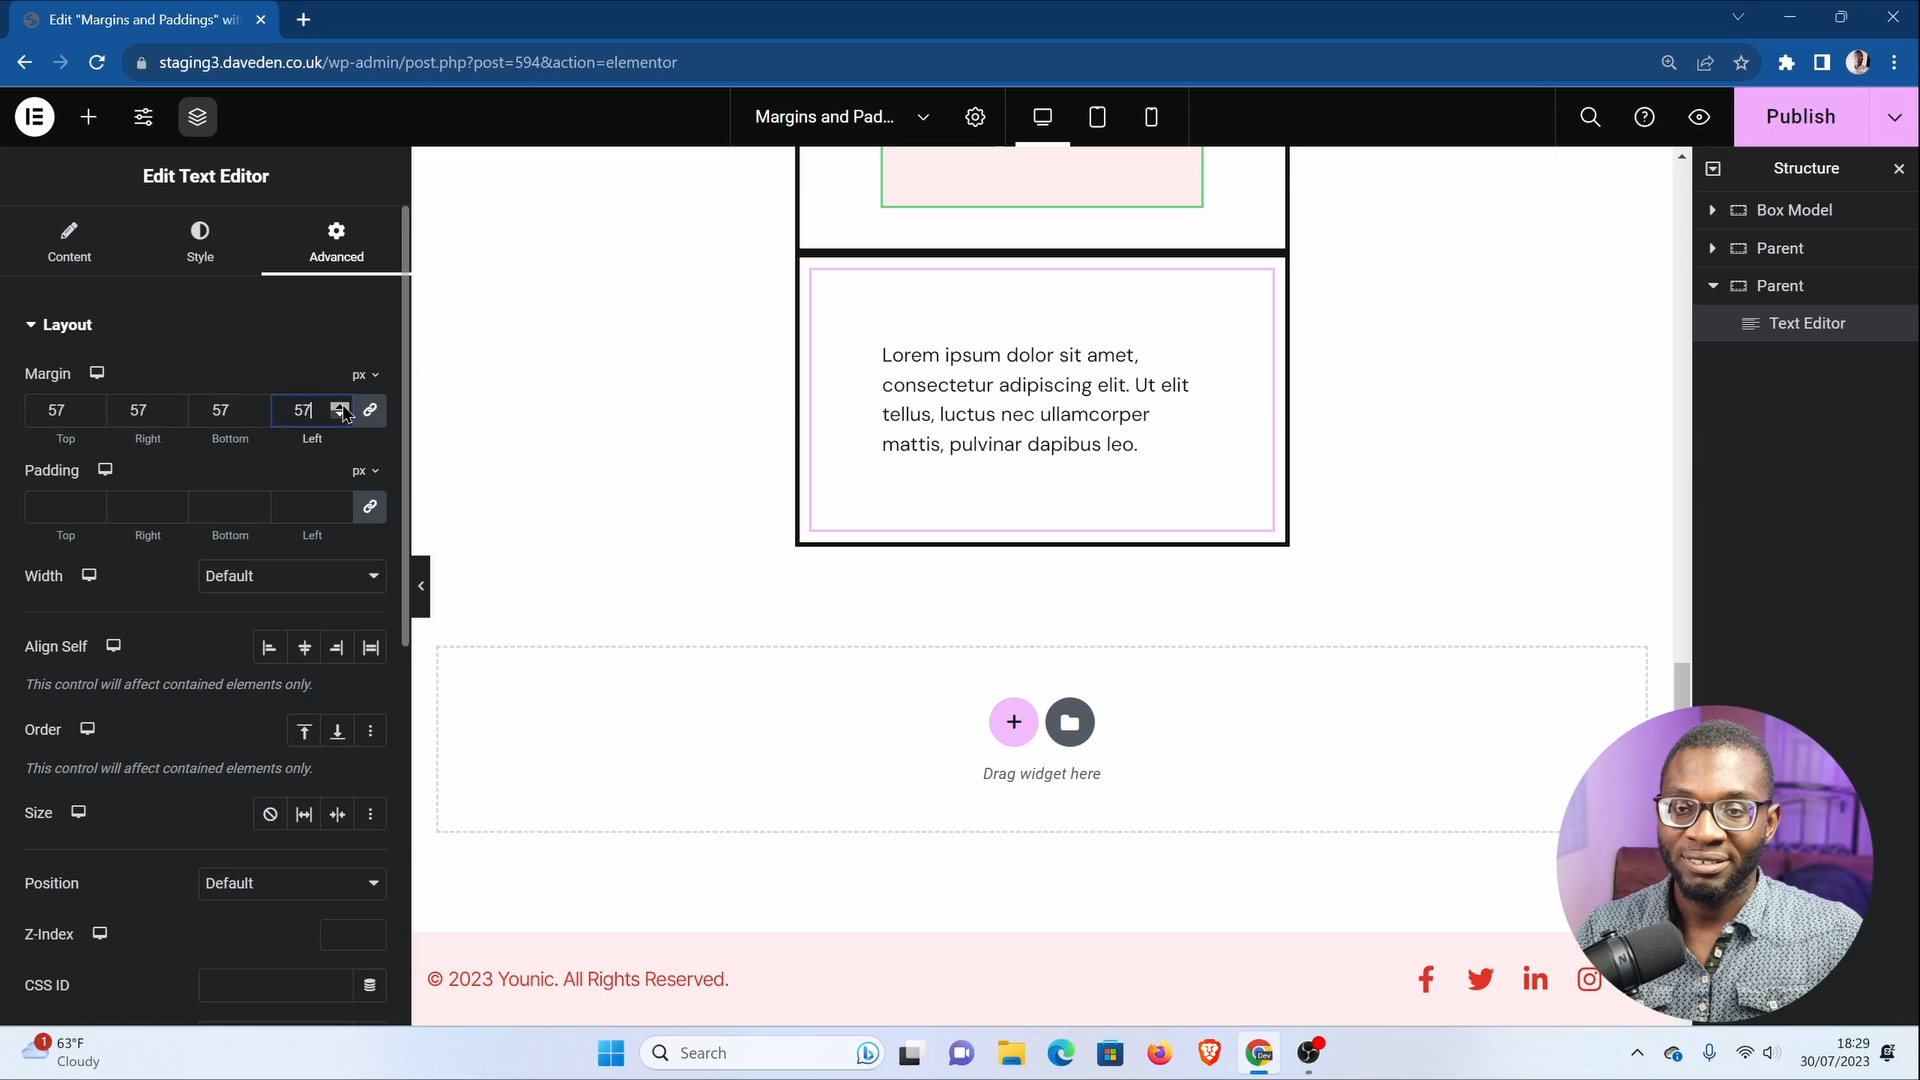 Edit "Margins and Paddings" wit
staging3.daveden.co.uk/wp-admin/post.php?post=594&action=elementor
Margins and Pad...
Publish
Edit Text Editor
Structure
Content
Style
Advanced
Box Model
Parent
Parent
Text Editor
Layout
Margin
px
57
57
57
57
Top
Right
Bottom
Left
Padding
px
Top
Right
Bottom
Left
Width
Default
Align Self
This control will affect contained elements only.
Order
This control will affect contained elements only.
Size
Position
Default
Z-Index
CSS ID
Lorem ipsum dolor sit amet,
consectetur adipiscing elit. Ut elit
tellus, luctus nec ullamcorper
mattis, pulvinar dapibus leo.
Drag widget here
© 2023 Younic. All Rights Reserved.
1
63°F
Cloudy
Search
Dev
18:29
30/07/2023